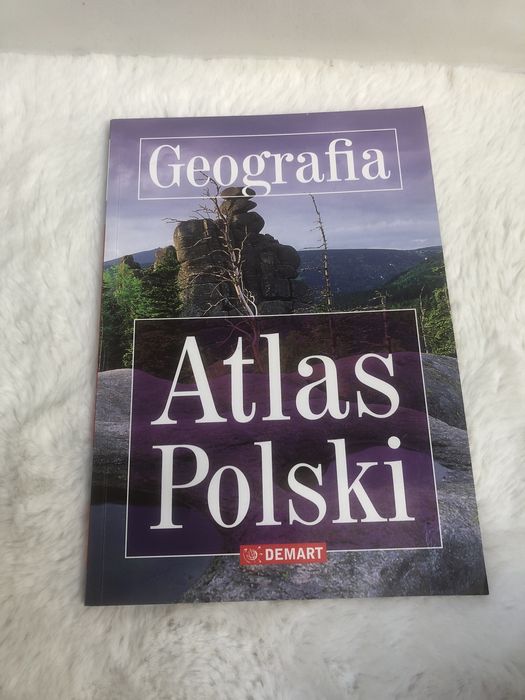 Geografia
Atlas
Polski
DEMART